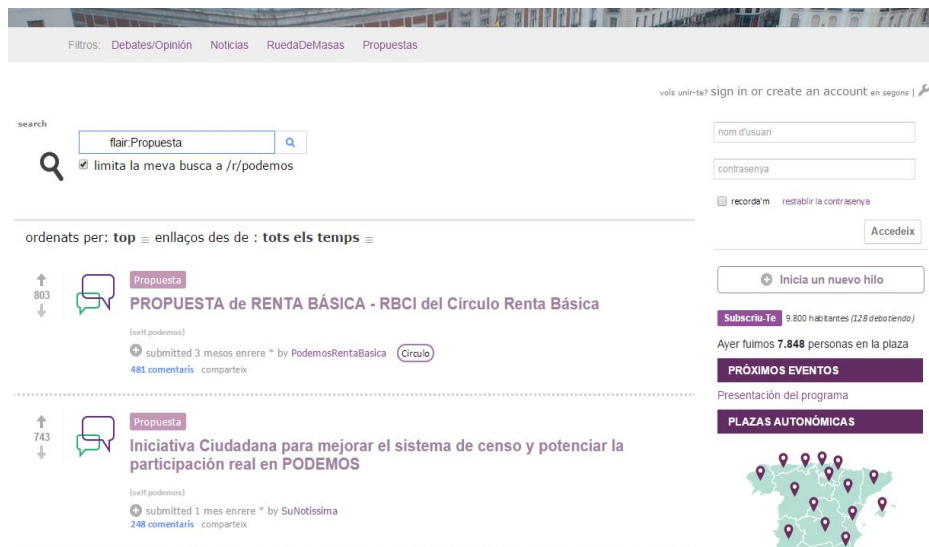 Filtros: Debates/Opinión Noticias RuedaDeMasas Propuestas
vols unir-te? sign in or create an account en segons |
search
flair:Propuesta
limita la meva busca a /r/podemos
nom d'usuari
contrasenya
recorda'm restablir la contrasenya
Accedeix
ordenats per: top enllaços des de : tots els temps
803
Propuesta
PROPUESTA de RENTA BÁSICA - RBCI del Círculo Renta Básica
(self.podemos)
submitted 3 mesos enrere * by PodemosRentaBasica Círculo
481 comentaris comparteix
743
Propuesta
Iniciativa Ciudadana para mejorar el sistema de censo y potenciar la
participación real en PODEMOS
(self.podemos)
submitted 1 mes enrere * by SuNotissima
248 comentaris comparteix
Inicia un nuevo hilo
Subscriu-Te 9.800 habitantes (128 debatiendo)
Ayer fuimos 7.848 personas en la plaza
PRÓXIMOS EVENTOS
Presentación del programa
PLAZAS AUTONÓMICAS